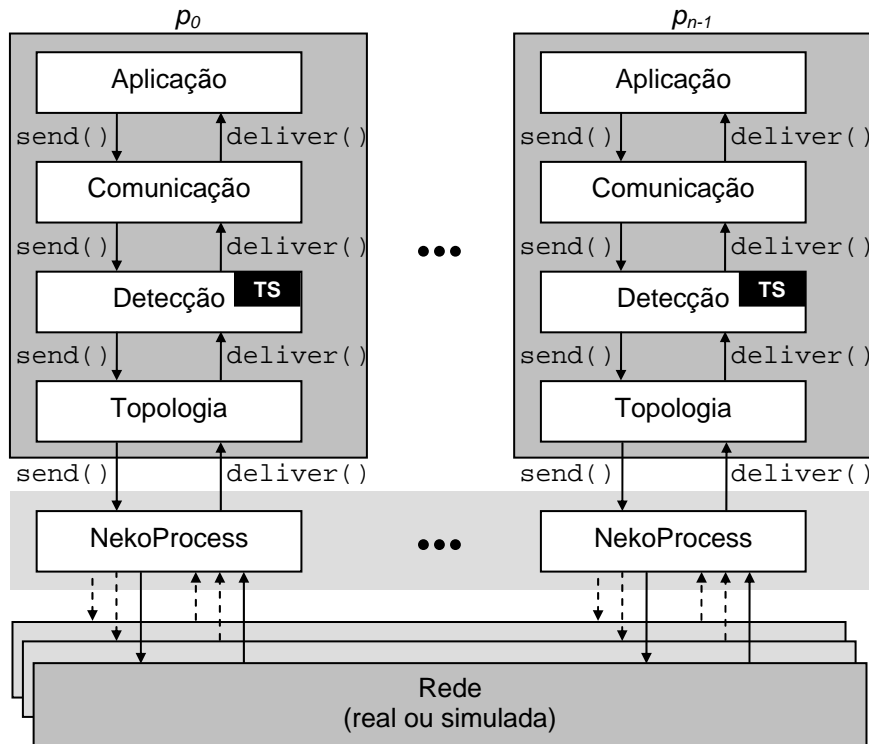 p0 pn-1
Aplicação Aplicação
send() deliver() send() deliver()
Comunicação Comunicação
send() deliver() send() deliver()
Detecção TS Detecção TS
send() deliver() send() deliver()
Topologia Topologia
send() deliver() send() deliver()
NekoProcess NekoProcess
Rede
(real ou simulada)